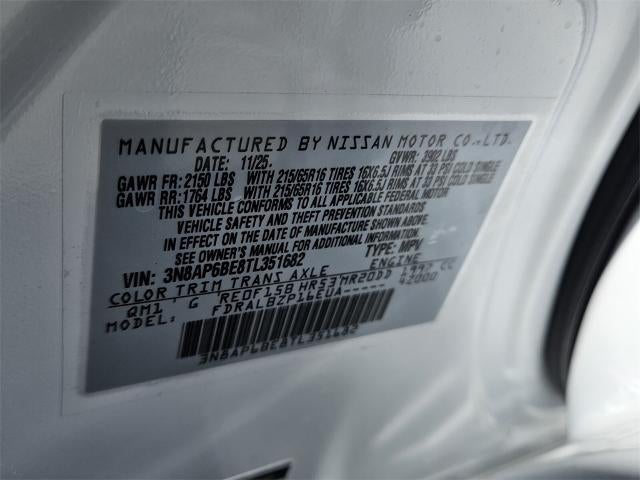 MANUFACTURED BY NISSAN MOTOR CO., LTD.
DATE: 11/25. GVWR: 3902 LBS
GAWR FR: 2150 LBS WITH 215/65R16 TIRES 16X6.5J RIMS AT PSI COLD SINGLE
GAWR RR: 1764 LBS WITH 215/65R16 TIRES 16X6.5J RIMS AT PSI COLD SINGLE
THIS VEHICLE CONFORMS TO ALL APPLICABLE FEDERAL MOTOR
VEHICLE SAFETY AND THEFT PREVENTION STANDARDS
IN EFFECT ON THE DATE OF MANUFACTURE SHOWN ABOVE.
SEE OWNER'S MANUAL FOR ADDITIONAL INFORMATION
VIN: 3N8AP6BE8TL351682 TYPE: MPV
COLOR TRIM TRANS AXLE ENGINE
QM1 G RE0F15B HR53 MR20DD 1997 CC
MODEL: FDRALBZP1LEUA- 42000
3N8AP6BE8TL351682